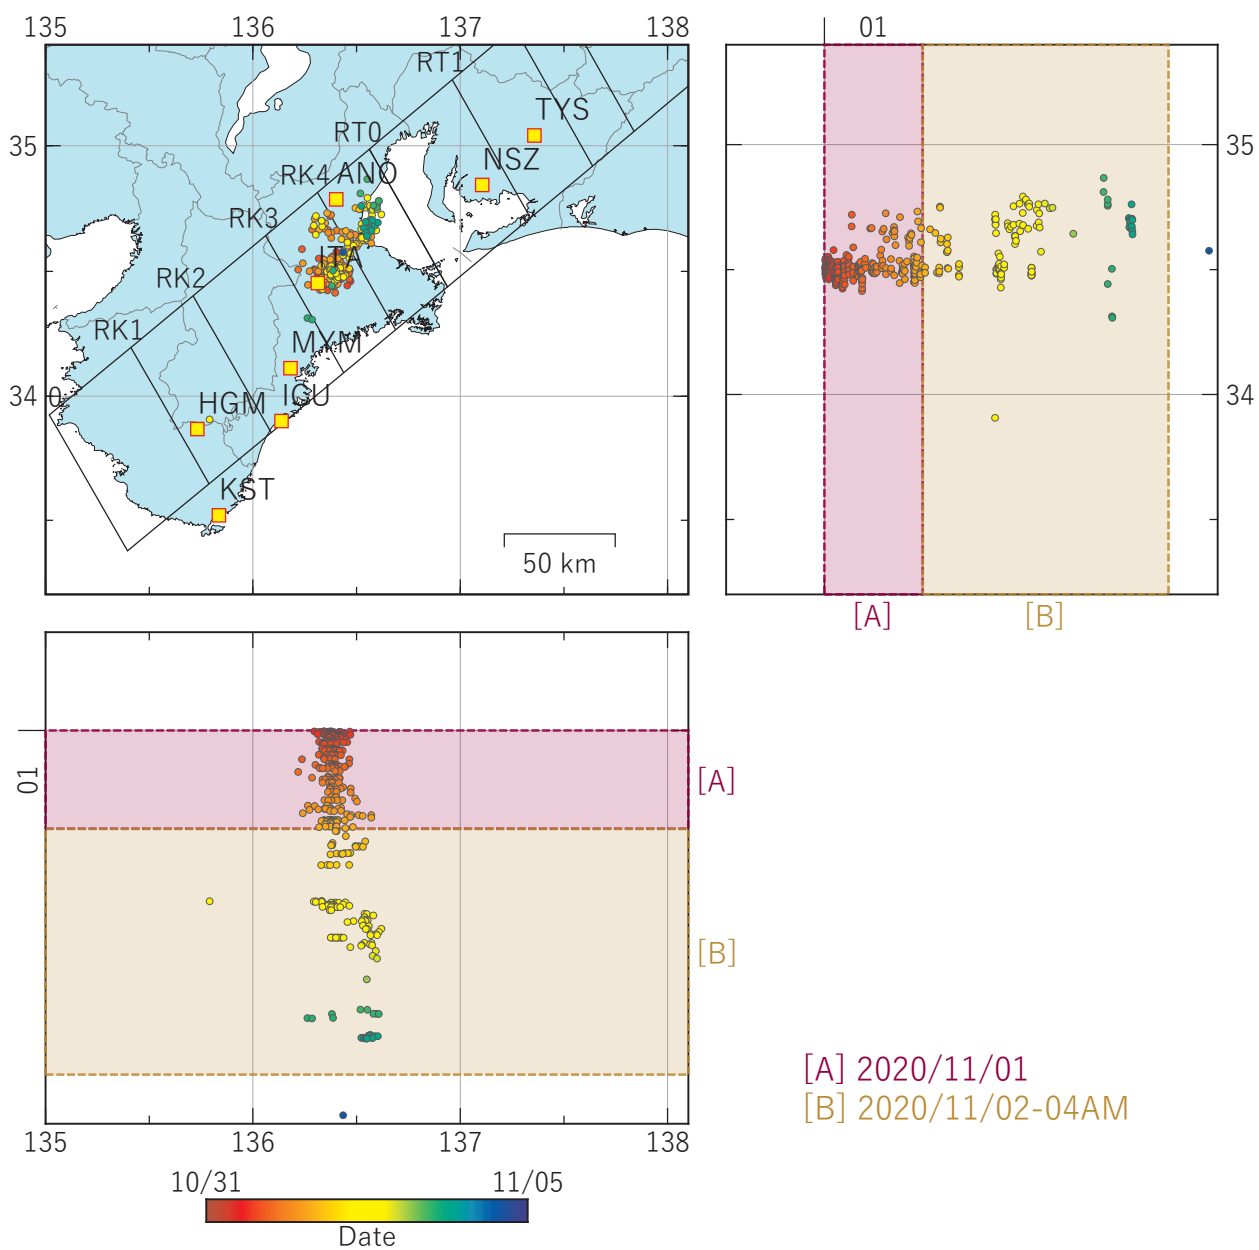 135 136 137 138
01
RT1
TYS
35
RT0
NSZ
35
RK4 ANO
RK3
ITA
RK2
RK1
MYM
34
0
HGM
IGU
34
KST
50 km
[A] [B]
01
[A]
[B]
[A] 2020/11/01
[B] 2020/11/02-04AM
135 136 137 138
10/31 11/05
Date